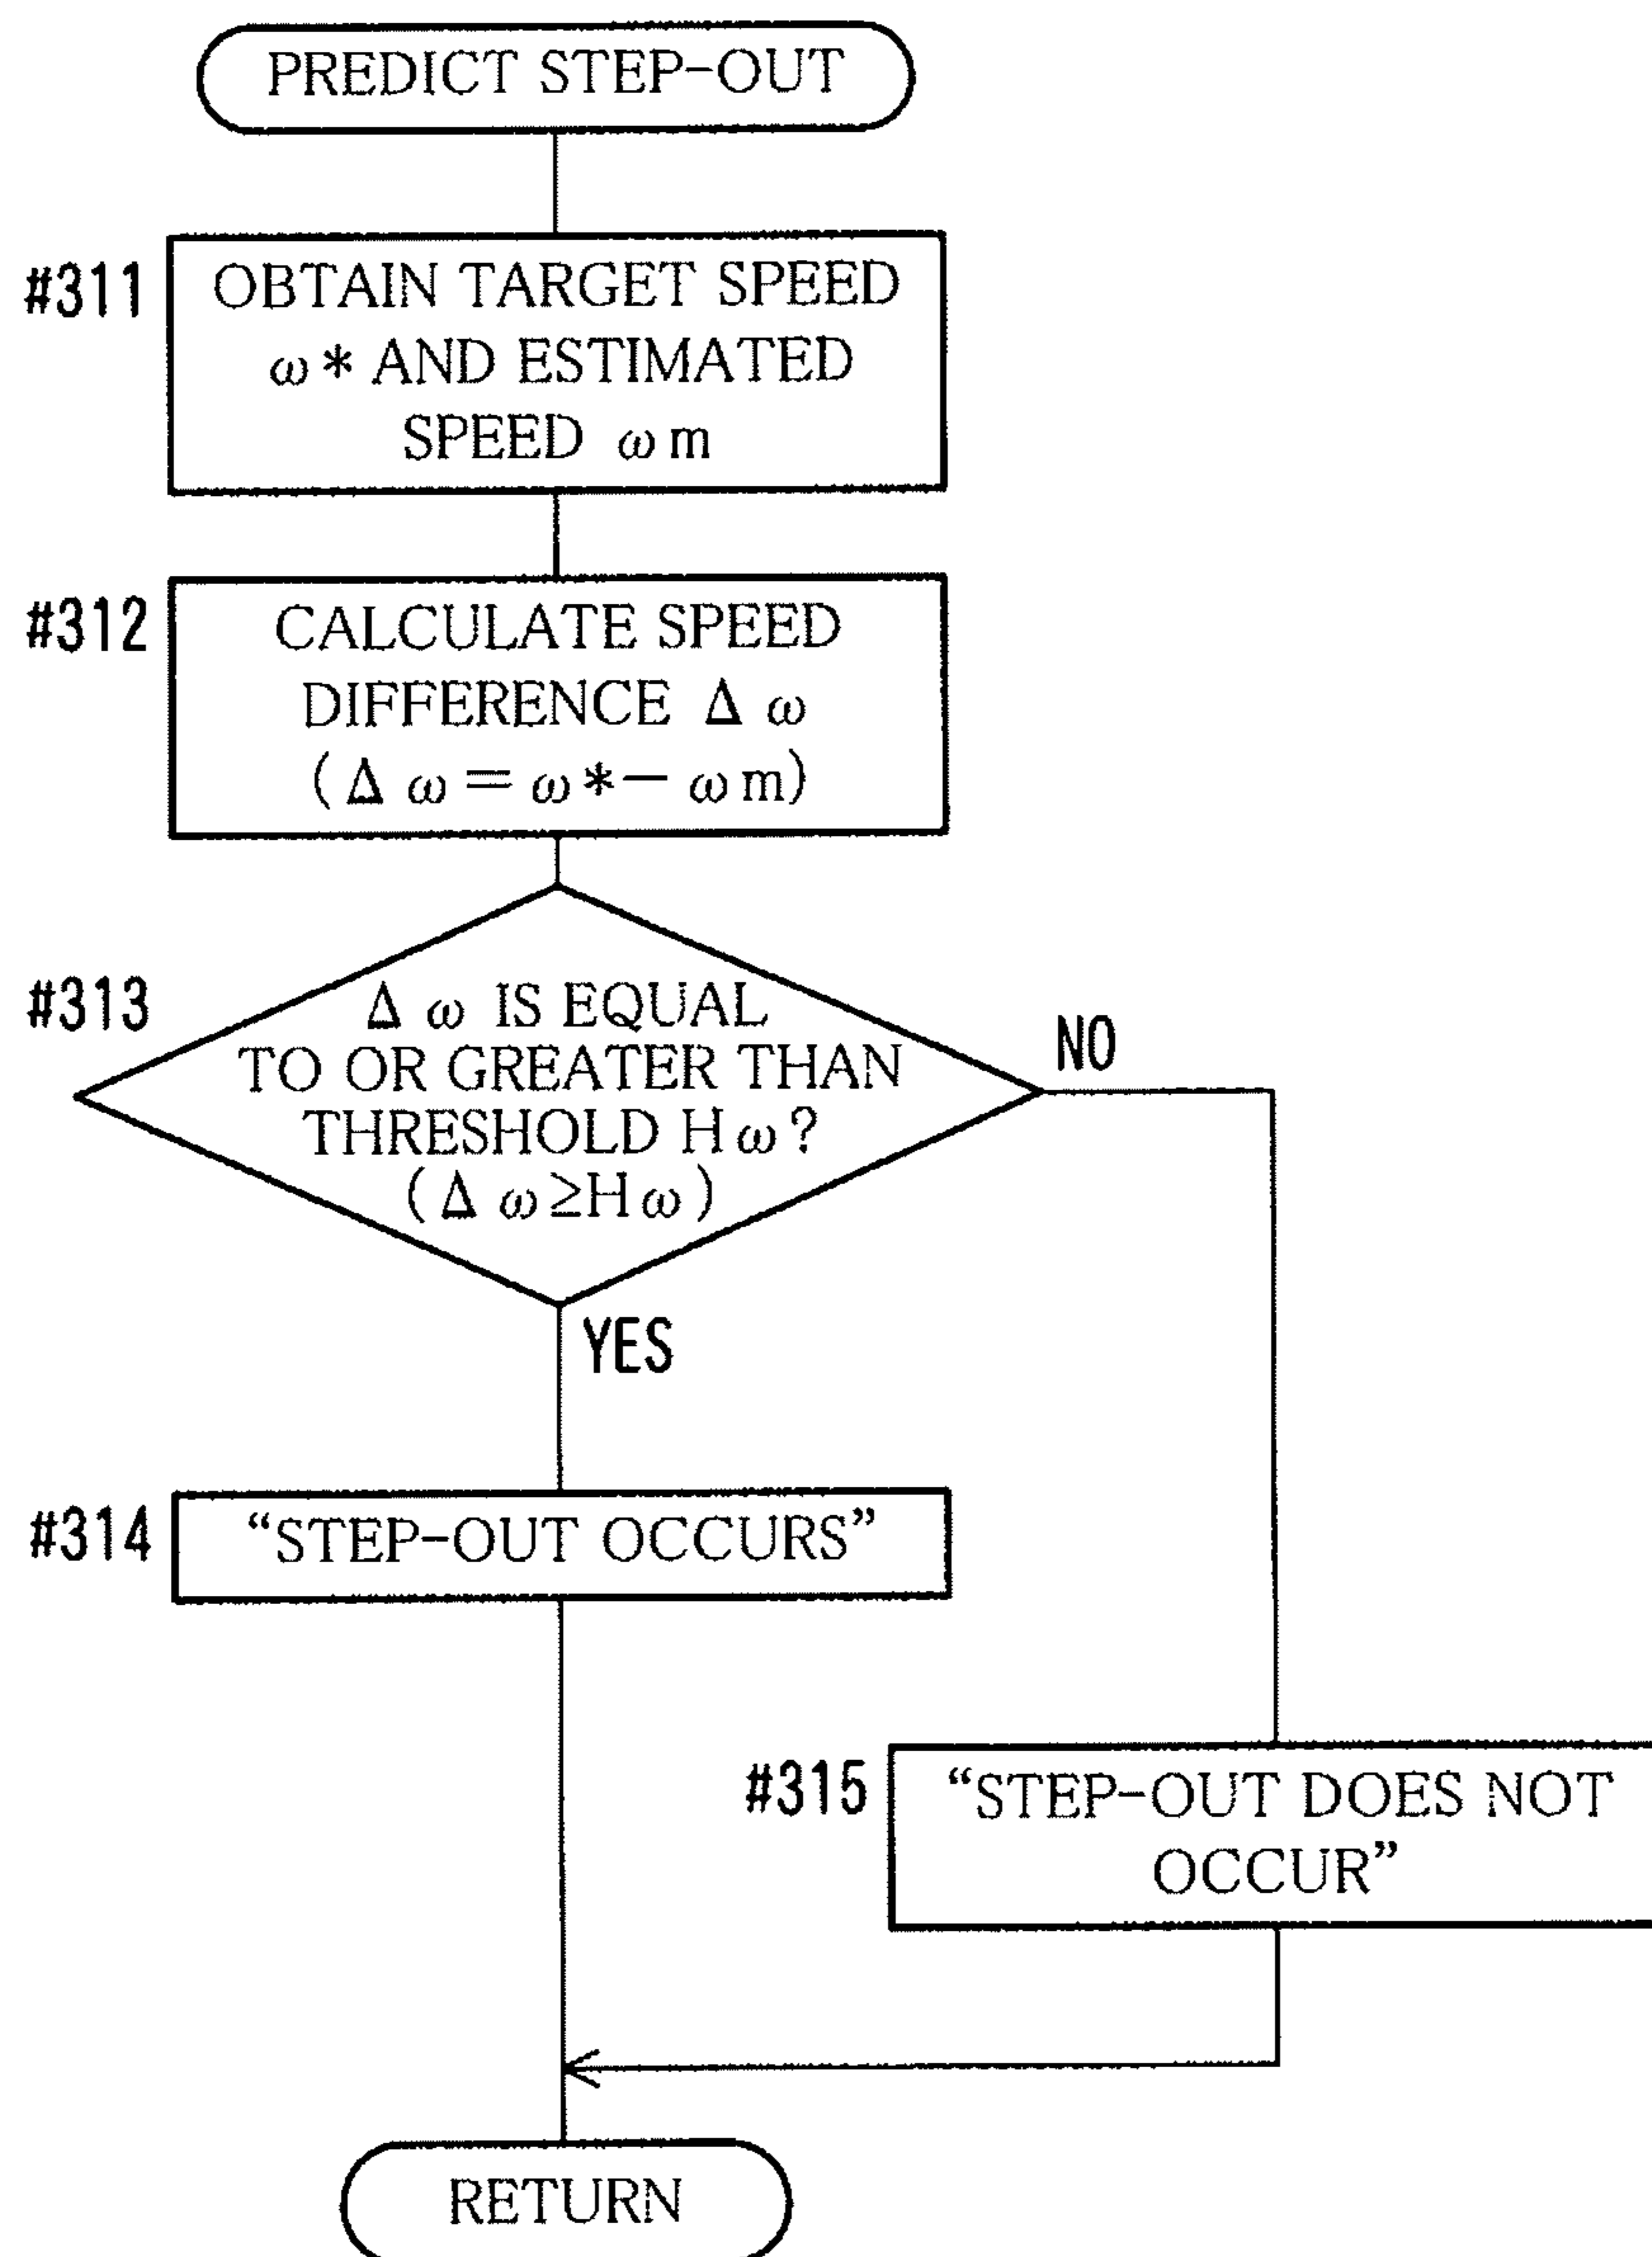 PREDICT STEP-OUT
#311
OBTAIN TARGET SPEED
ω* AND ESTIMATED
SPEED ωm
#312
CALCULATE SPEED
DIFFERENCE Δω
(Δω=ω*-ωm)
#313
Δω IS EQUAL
TO OR GREATER THAN
THRESHOLD Hω?
(Δω≥Hω)
NO
YES
#314
“STEP-OUT OCCURS”
#315
“STEP-OUT DOES NOT
OCCUR”
RETURN